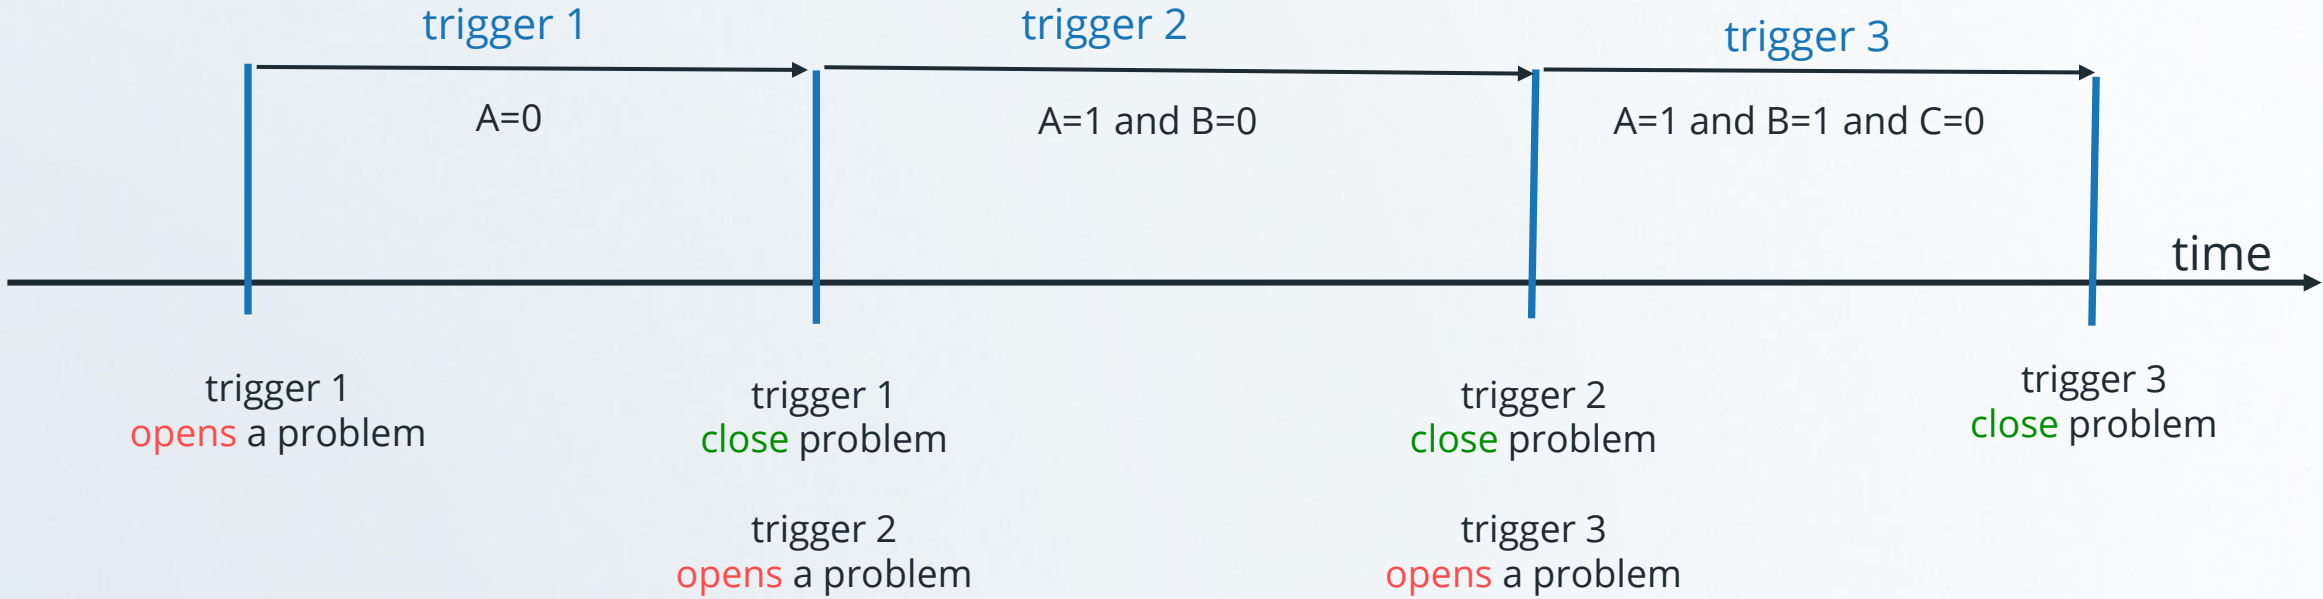 trigger 1
trigger 2
trigger 3
A=0
A=1 and B=0
A=1 and B=1 and C=0
time
trigger 1
opens a problem
trigger 1
close problem
trigger 2
opens a problem
trigger 2
close problem
trigger 3
opens a problem
trigger 3
close problem